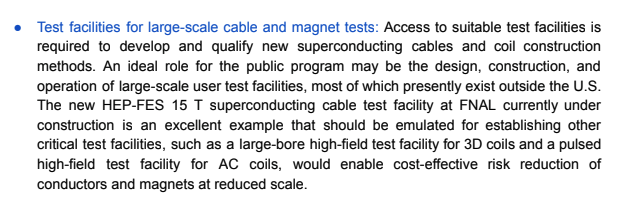 ● Test facilities for large-scale cable and magnet tests: Access to suitable test facilities is
required to develop and qualify new superconducting cables and coil construction
methods. An ideal role for the public program may be the design, construction, and
operation of large-scale user test facilities, most of which presently exist outside the U.S.
The new HEP-FES 15 T superconducting cable test facility at FNAL currently under
construction is an excellent example that should be emulated for establishing other
critical test facilities, such as a large-bore high-field test facility for 3D coils and a pulsed
high-field test facility for AC coils, would enable cost-effective risk reduction of
conductors and magnets at reduced scale.